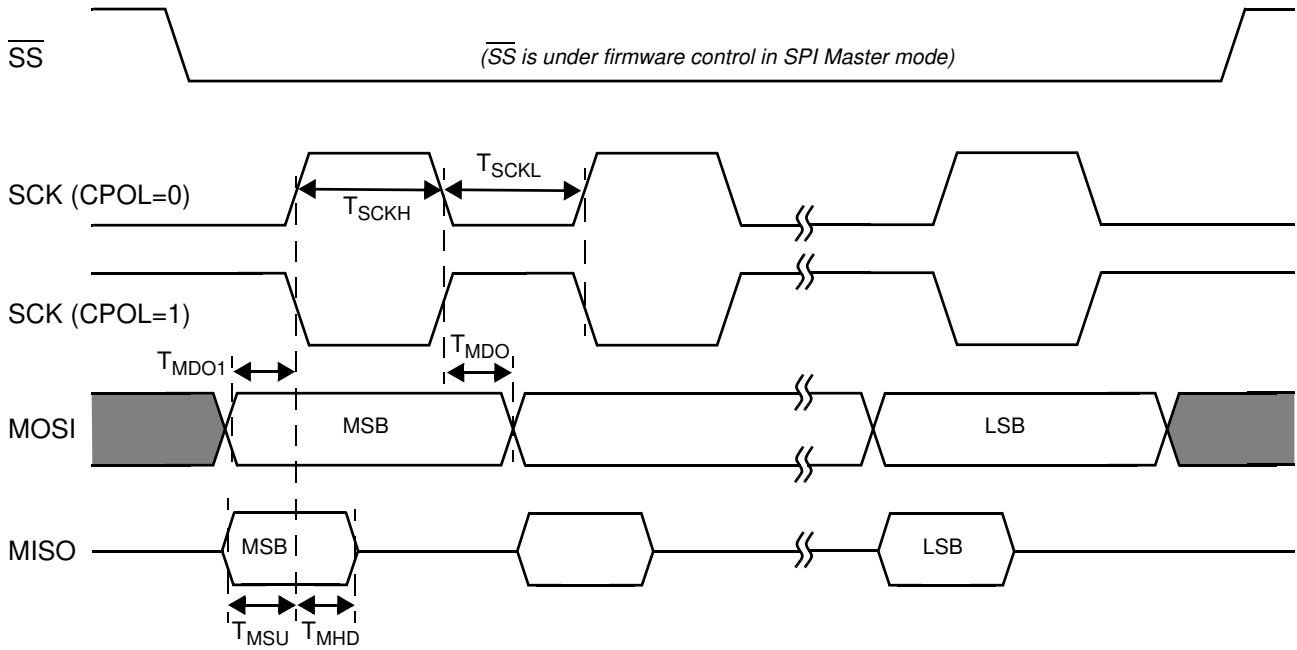 SS
(SS is under firmware control in SPI Master mode)
SCK (CPOL=0)
TSCKH
TSCKL
SCK (CPOL=1)
TMDO1
TMDO
MOSI
MSB
LSB
MISO
MSB
LSB
TMSU
TMHD